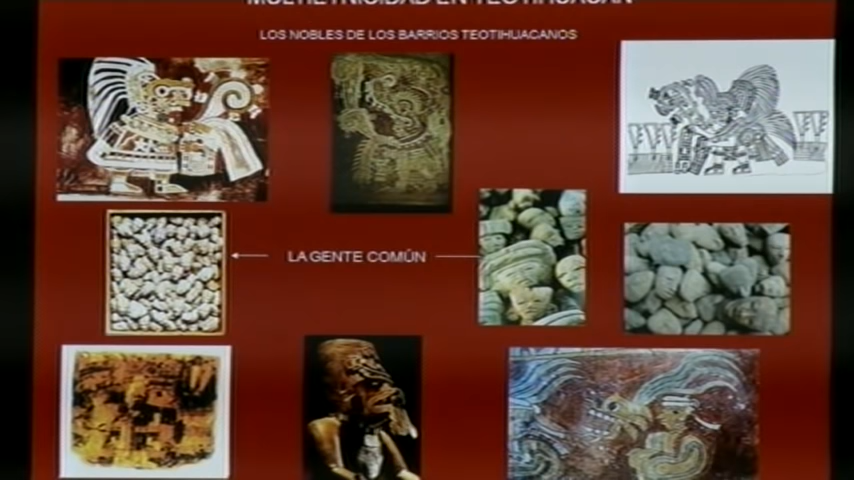 MULTIETNICIDAD EN TEOTIHUACAN
LOS NOBLES DE LOS BARRIOS TEOTIHUACANOS
LA GENTE COMÚN